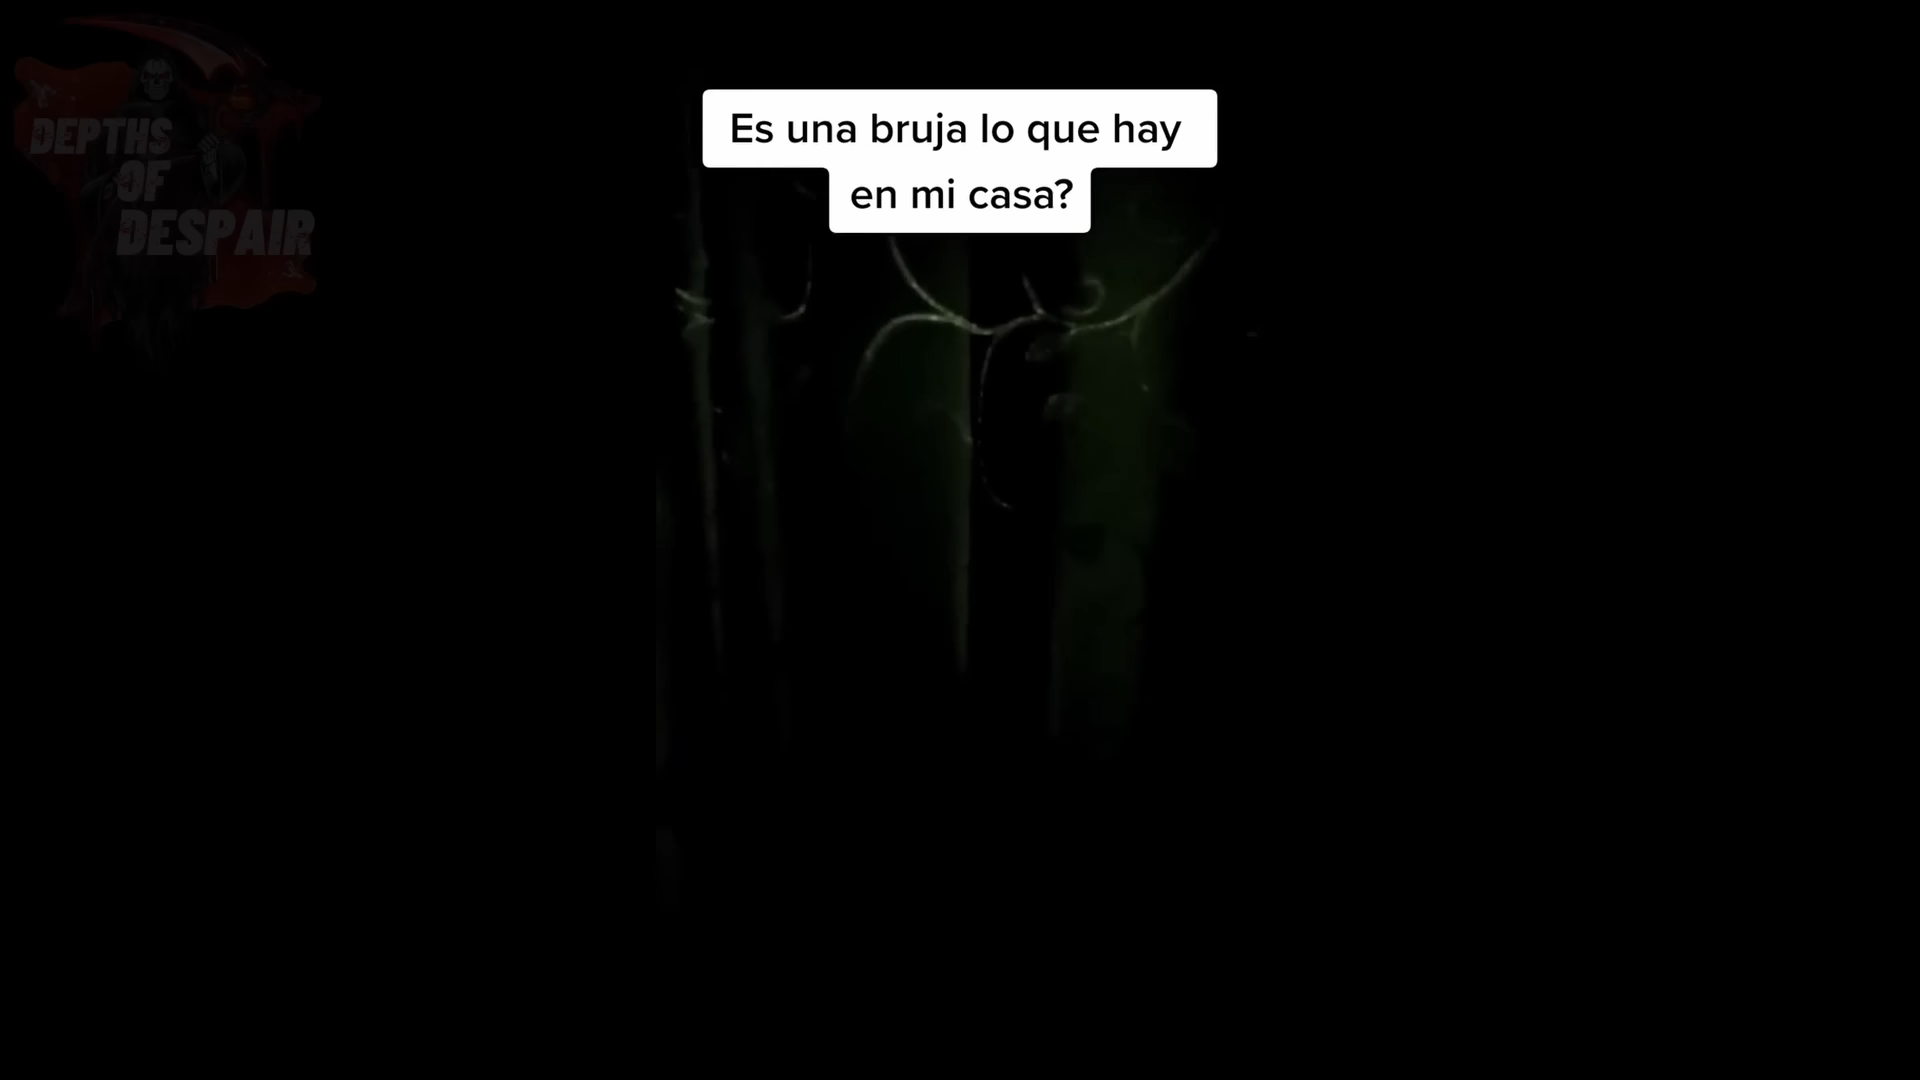 DEPTHS
OF
DESPAIR
Es una bruja lo que hay
en mi casa?